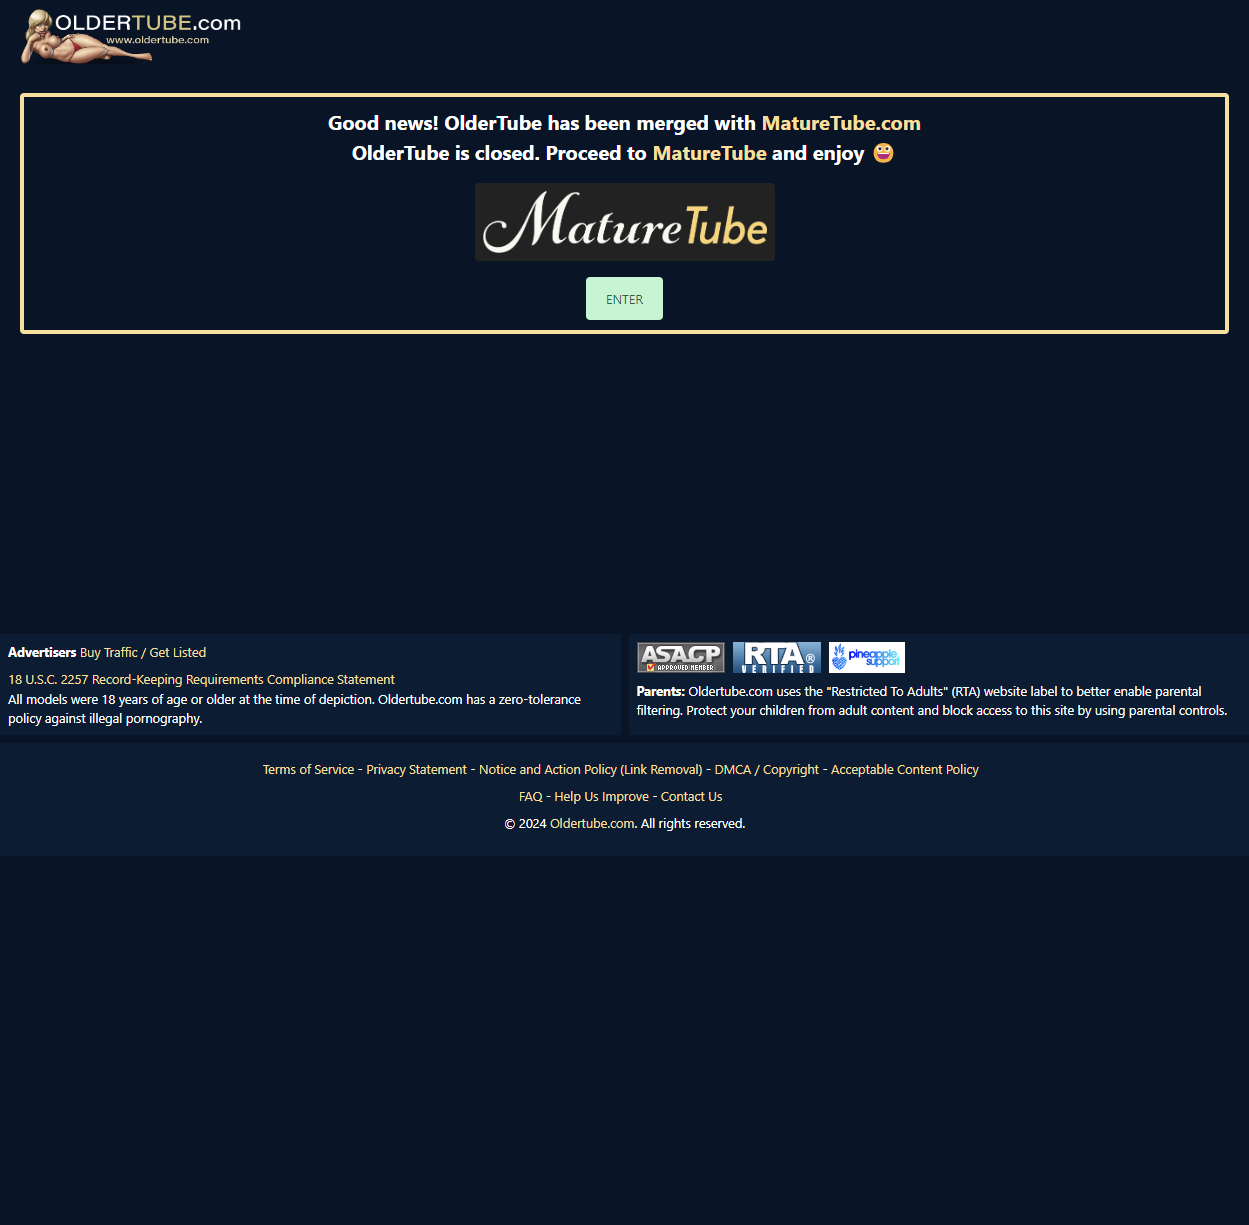 OLDERTUBE.com
www.oldertube.com
Good news! OlderTube has been merged with MatureTube.com
OlderTube is closed. Proceed to MatureTube and enjoy 😀
MatureTube
ENTER
Advertisers Buy Traffic / Get Listed
18 U.S.C. 2257 Record-Keeping Requirements Compliance Statement
All models were 18 years of age or older at the time of depiction. Oldertube.com has a zero-tolerance
policy against illegal pornography.
ASACP
APPROVED MEMBER
RTA®
VERIFIED
pineapple
support
Parents: Oldertube.com uses the "Restricted To Adults" (RTA) website label to better enable parental
filtering. Protect your children from adult content and block access to this site by using parental controls.
Terms of Service - Privacy Statement - Notice and Action Policy (Link Removal) - DMCA / Copyright - Acceptable Content Policy
FAQ - Help Us Improve - Contact Us
© 2024 Oldertube.com. All rights reserved.